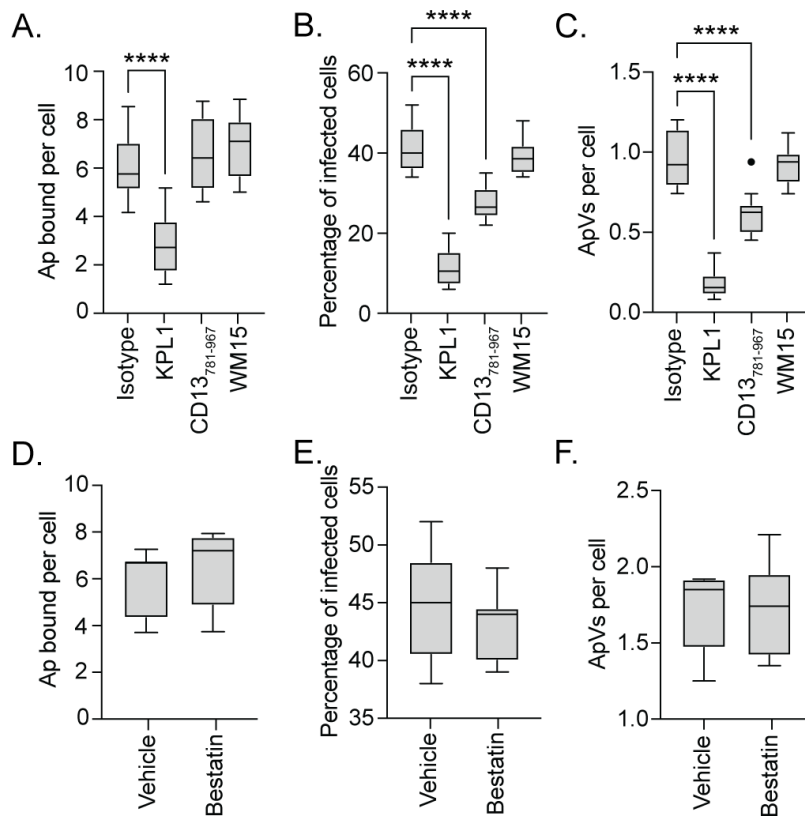 A.
Ap bound per cell
10
8
6
4
2
0
****
Isotype
KPL1
CD13781-967
WM15
B.
Percentage of infected cells
60
40
20
0
****
****
Isotype
KPL1
CD13781-967
WM15
C.
ApVs per cell
1.5
1.0
0.5
0.0
****
****
Isotype
KPL1
CD13781-967
WM15
D.
Ap bound per cell
10
8
6
4
2
0
Vehicle
Bestatin
E.
Percentage of infected cells
55
50
45
40
35
Vehicle
Bestatin
F.
ApVs per cell
2.5
2.0
1.5
1.0
Vehicle
Bestatin